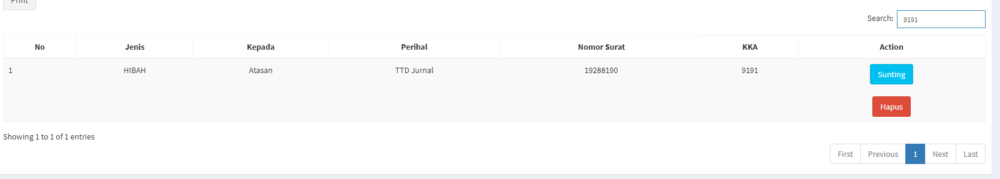 Print
Search: 9191
No Jenis Kepada Perihal Nomor Surat KKA Action
1 HIBAH Atasan TTD Jurnal 19288190 9191 Sunting
Hapus
Showing 1 to 1 of 1 entries
First Previous 1 Next Last